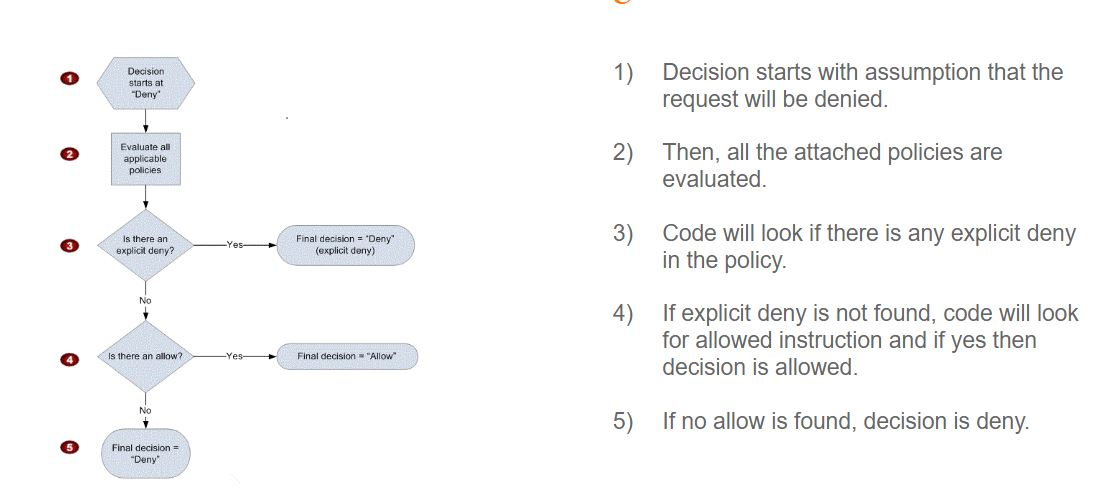 1
Decision
starts at
"Deny"
2
Evaluate all
applicable
policies
3
Is there an
explicit deny?
Yes
Final decision = "Deny"
(explicit deny)
No
4
Is there an allow?
Yes
Final decision = "Allow"
No
5
Final decision =
"Deny"
1) Decision starts with assumption that the
request will be denied.
2) Then, all the attached policies are
evaluated.
3) Code will look if there is any explicit deny
in the policy.
4) If explicit deny is not found, code will look
for allowed instruction and if yes then
decision is allowed.
5) If no allow is found, decision is deny.